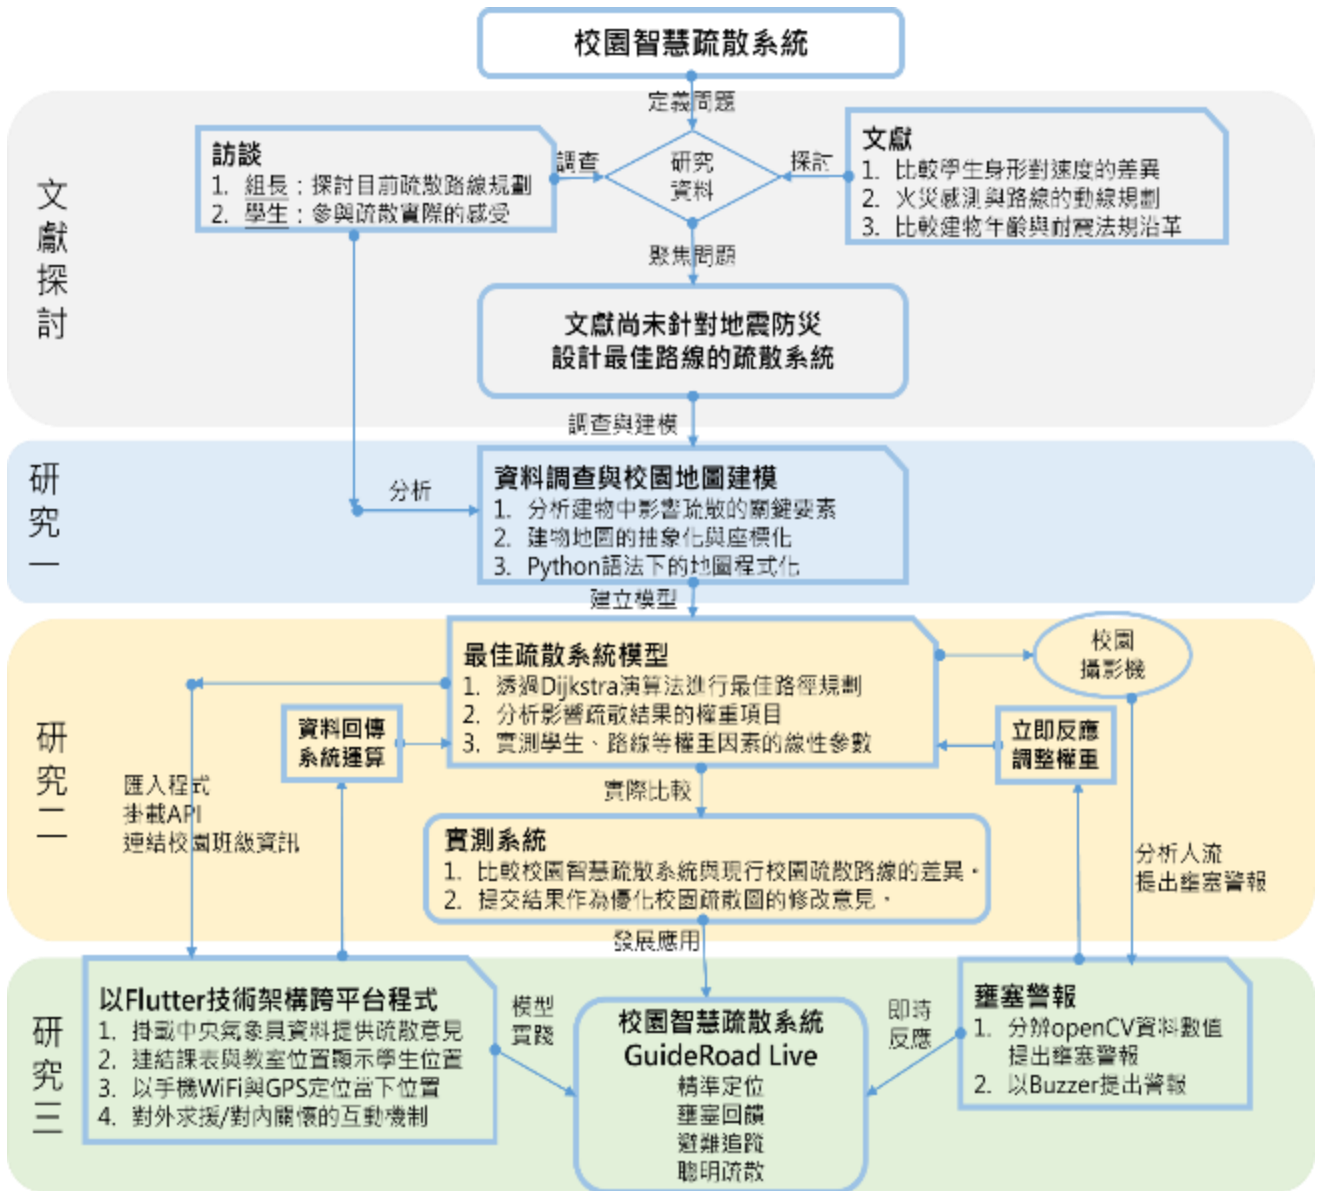 校園智慧疏散系統
定義問題
文獻探討
訪談
1. 組長：探討目前疏散路線規劃
2. 學生：參與疏散實際的感受
調查
研究
資料
探討
文獻
1. 比較學生身形對速度的差異
2. 火災感測與路線的動線規劃
3. 比較建物年齡與耐震法規沿革
聚焦問題
文獻尚未針對地震防災
設計最佳路線的疏散系統
調查與建模
研究一
分析
資料調查與校園地圖建模
1. 分析建物中影響疏散的關鍵要素
2. 建物地圖的抽象化與座標化
3. Python語法下的地圖程式化
建立模型
研究二
最佳疏散系統模型
1. 透過Dijkstra演算法進行最佳路徑規劃
2. 分析影響疏散結果的權重項目
3. 實測學生、路線等權重因素的線性參數
校園
攝影機
資料回傳
系統運算
立即反應
調整權重
匯入程式
掛載API
連結校園班級資訊
實際比較
實測系統
1. 比較校園智慧疏散系統與現行校園疏散路線的差異。
2. 提交結果作為優化校園疏散圖的修改意見。
分析人流
提出壅塞警報
發展應用
研究三
以Flutter技術架構跨平台程式
1. 掛載中央氣象局資料提供疏散意見
2. 連結課表與教室位置顯示學生位置
3. 以手機WiFi與GPS定位當下位置
4. 對外求援/對內關懷的互動機制
模型
實踐
校園智慧疏散系統
GuideRoad Live
精準定位
壅塞回饋
避難追蹤
聰明疏散
即時
反應
壅塞警報
1. 分辨openCV資料數值
提出壅塞警報
2. 以Buzzer提出警報